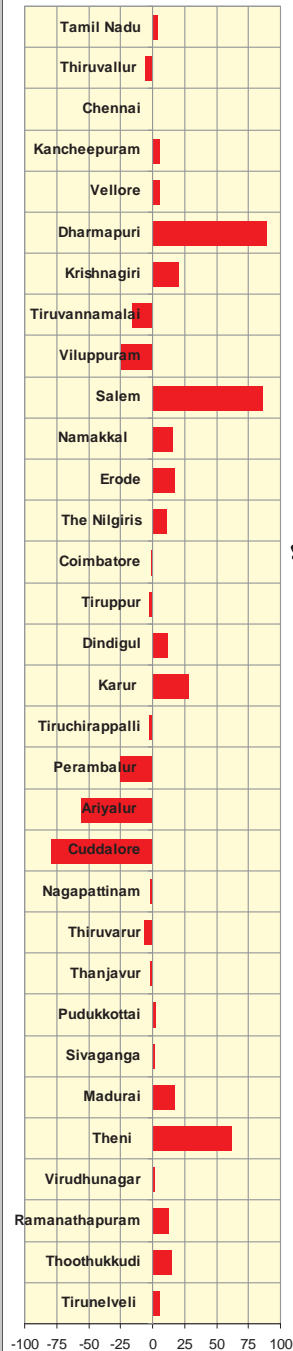 Tamil Nadu
Thiruvallur
Chennai
Kancheepuram
Vellore
Dharmapuri
Krishnagiri
Tiruvannamalai
Viluppuram
Salem
Namakkal
Erode
The Nilgiris
Coimbatore
Tiruppur
Dindigul
Karur
Tiruchirappalli
Perambalur
Ariyalur
Cuddalore
Nagapattinam
Thiruvarur
Thanjavur
Pudukkottai
Sivaganga
Madurai
Theni
Virudhunagar
Ramanathapuram
Thoothukkudi
Tirunelveli
-100 -75 -50 -25 0 25 50 75 100